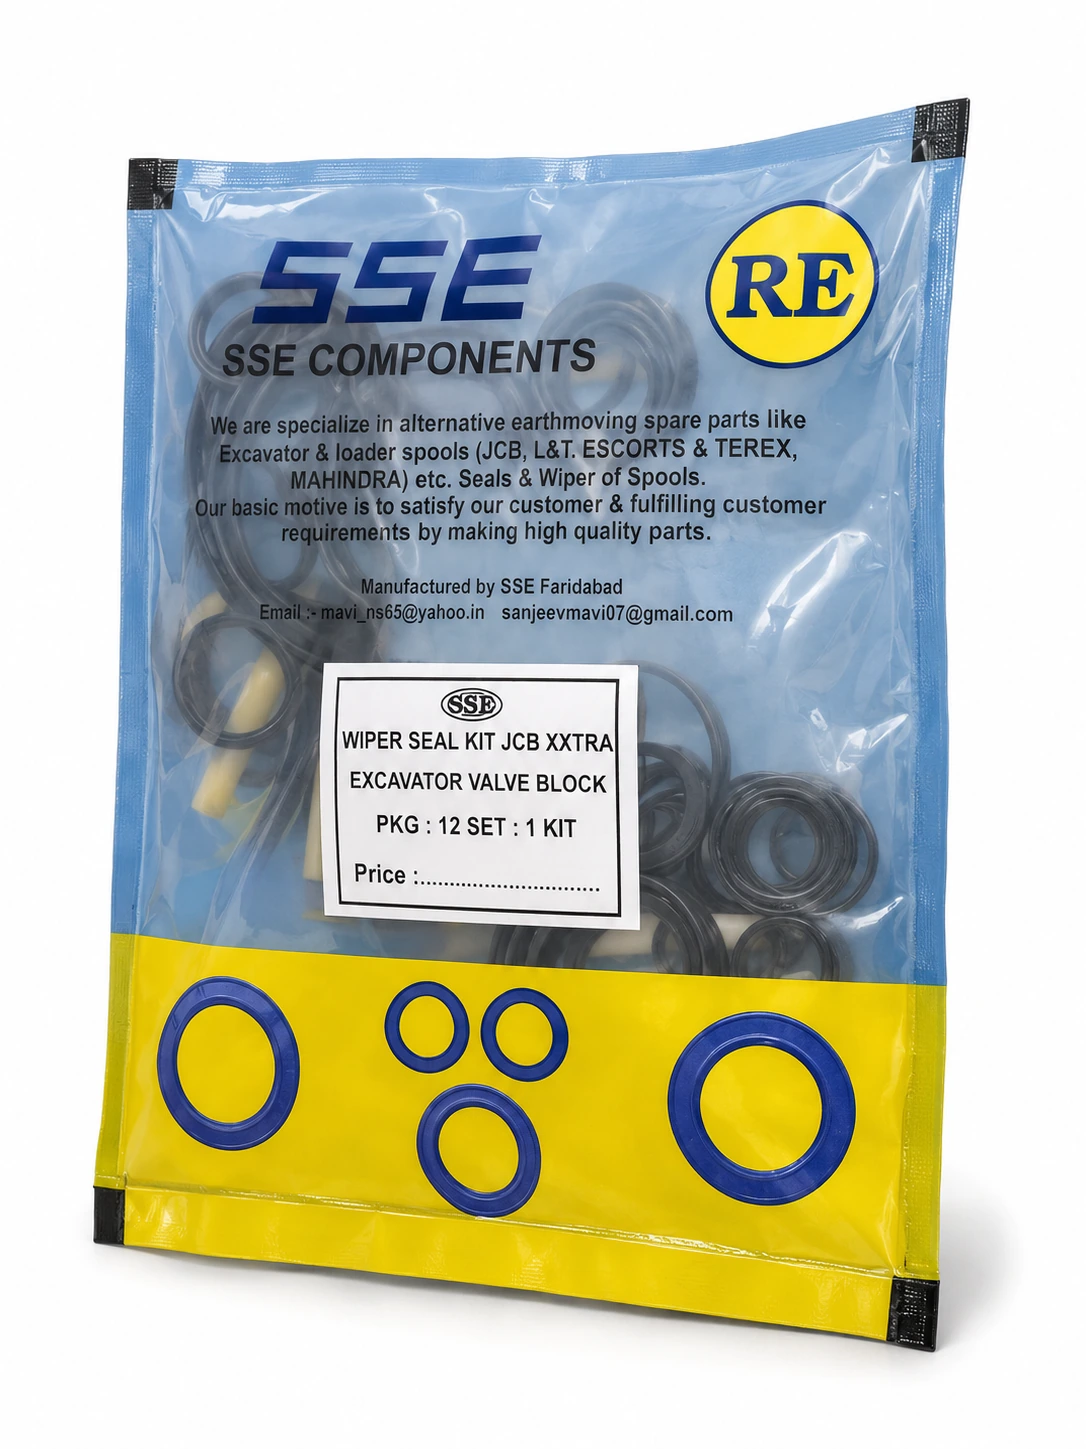 SSE
RE
SSE COMPONENTS
We are specialize in alternative earthmoving spare parts like
Excavator & loader spools (JCB, L&T. ESCORTS & TEREX,
MAHINDRA) etc. Seals & Wiper of Spools.
Our basic motive is to satisfy our customer & fulfilling customer
requirements by making high quality parts.
Manufactured by SSE Faridabad
Email :- mavi_ns65@yahoo.in sanjeevmavi07@gmail.com
SSE
WIPER SEAL KIT JCB XXTRA
EXCAVATOR VALVE BLOCK
PKG : 12 SET : 1 KIT
Price :..............................